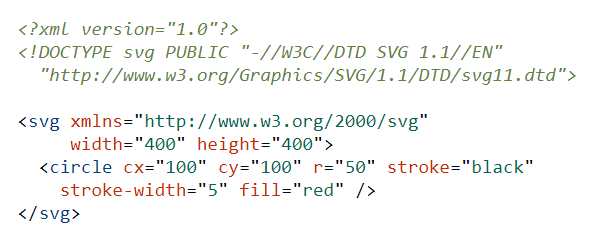 <?xml version="1.0"?>
<!DOCTYPE svg PUBLIC "-//W3C//DTD SVG 1.1//EN"
  "http://www.w3.org/Graphics/SVG/1.1/DTD/svg11.dtd">

<svg xmlns="http://www.w3.org/2000/svg"
     width="400" height="400">
  <circle cx="100" cy="100" r="50" stroke="black"
    stroke-width="5" fill="red" />
</svg>